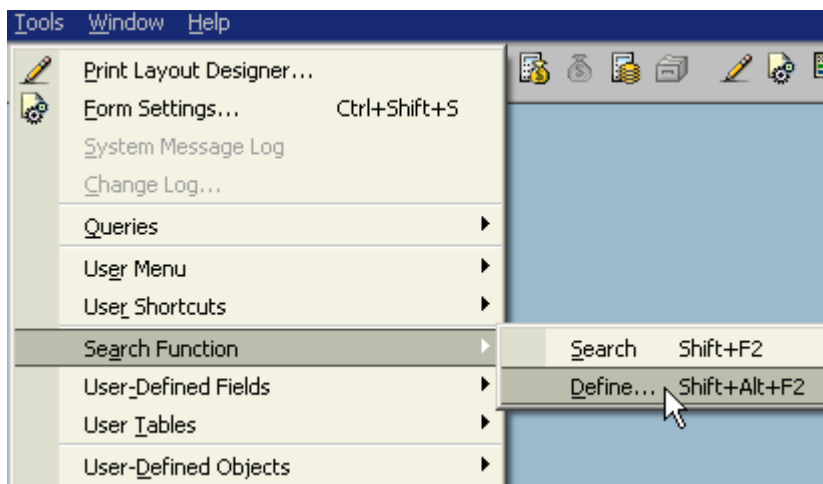 Tools Window Help
Print Layout Designer...
Form Settings... Ctrl+Shift+S
System Message Log
Change Log...
Queries
User Menu
User Shortcuts
Search Function
Search Shift+F2
User-Defined Fields
Define... Shift+Alt+F2
User Tables
User-Defined Objects